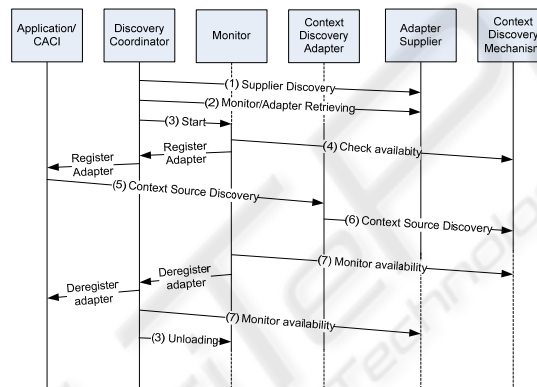 Application/
CACI
Discovery
Coordinator
Monitor
Context
Discovery
Adapter
Adapter
Supplier
Context
Discovery
Mechanism
(1) Supplier Discovery
(2) Monitor/Adapter Retrieving
(3) Start
(4) Check availabity
Register
Adapter
Register
Adapter
(5) Context Source Discovery
(6) Context Source Discovery
(7) Monitor availability
Deregister
adapter
Deregister
adapter
(7) Monitor availability
(3) Unloading